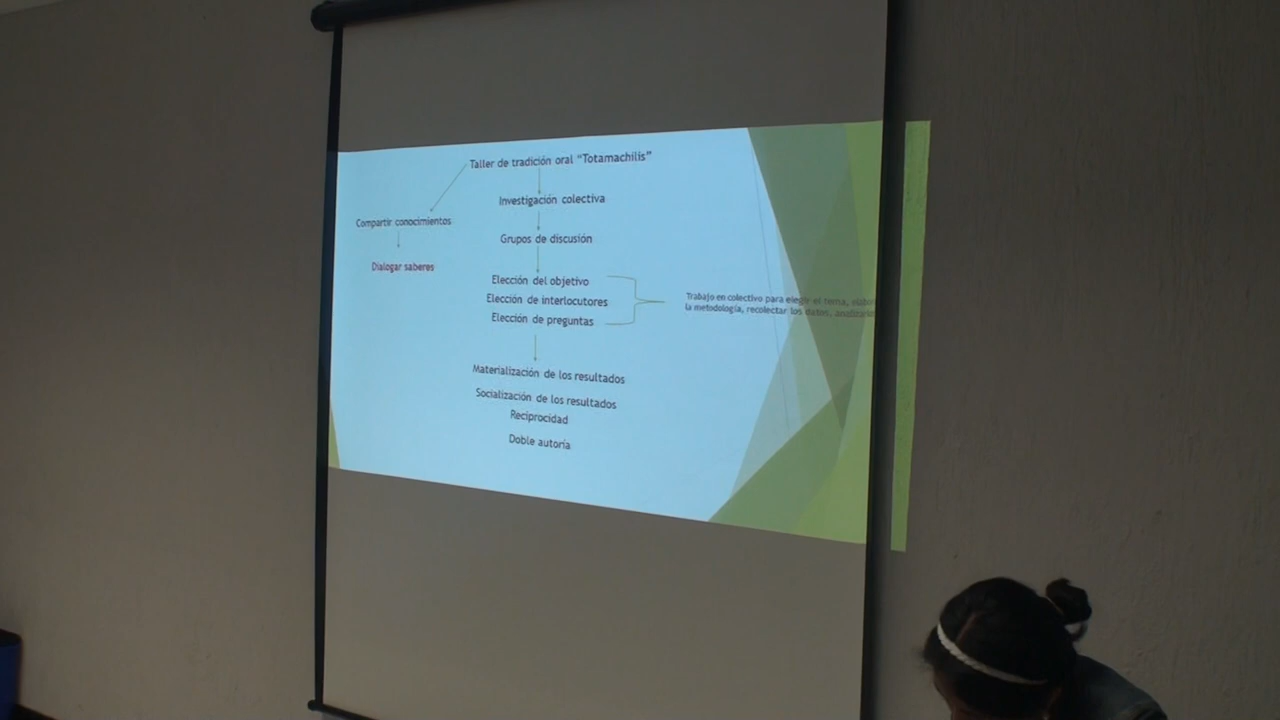 Taller de tradición oral “Totamachilis”
Investigación colectiva
Compartir conocimientos
Grupos de discusión
Dialogar saberes
Elección del objetivo
Elección de interlocutores
Elección de preguntas
Trabajo en colectivo para elegir el tema,
la metodología, recolectar los datos,
Materialización de los resultados
Socialización de los resultados
Reciprocidad
Doble autoría